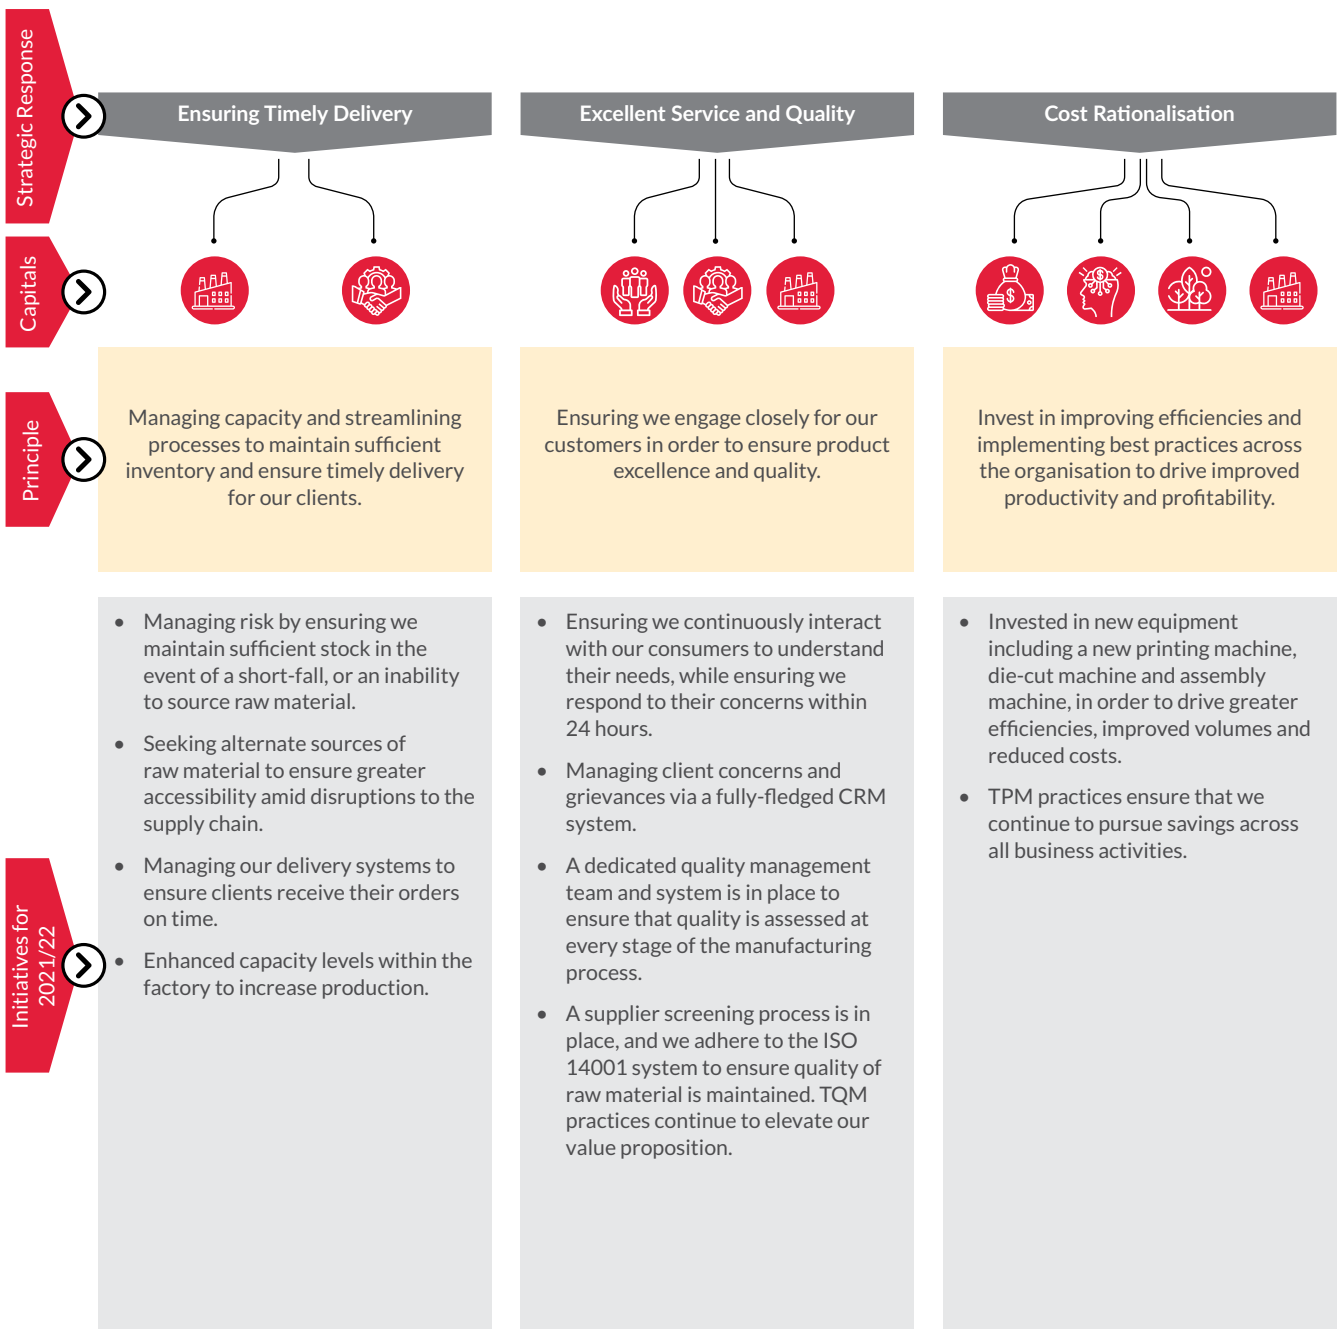 Strategic Response
Ensuring Timely Delivery
Excellent Service and Quality
Cost Rationalisation
Capitals
Principle
Managing capacity and streamlining
processes to maintain sufficient
inventory and ensure timely delivery
for our clients.
Ensuring we engage closely for our
customers in order to ensure product
excellence and quality.
Invest in improving efficiencies and
implementing best practices across
the organisation to drive improved
productivity and profitability.
Initiatives for
2021/22
• Managing risk by ensuring we
maintain sufficient stock in the
event of a short-fall, or an inability
to source raw material.
• Seeking alternate sources of
raw material to ensure greater
accessibility amid disruptions to the
supply chain.
• Managing our delivery systems to
ensure clients receive their orders
on time.
• Enhanced capacity levels within the
factory to increase production.
• Ensuring we continuously interact
with our consumers to understand
their needs, while ensuring we
respond to their concerns within
24 hours.
• Managing client concerns and
grievances via a fully-fledged CRM
system.
• A dedicated quality management
team and system is in place to
ensure that quality is assessed at
every stage of the manufacturing
process.
• A supplier screening process is in
place, and we adhere to the ISO
14001 system to ensure quality of
raw material is maintained. TQM
practices continue to elevate our
value proposition.
• Invested in new equipment
including a new printing machine,
die-cut machine and assembly
machine, in order to drive greater
efficiencies, improved volumes and
reduced costs.
• TPM practices ensure that we
continue to pursue savings across
all business activities.